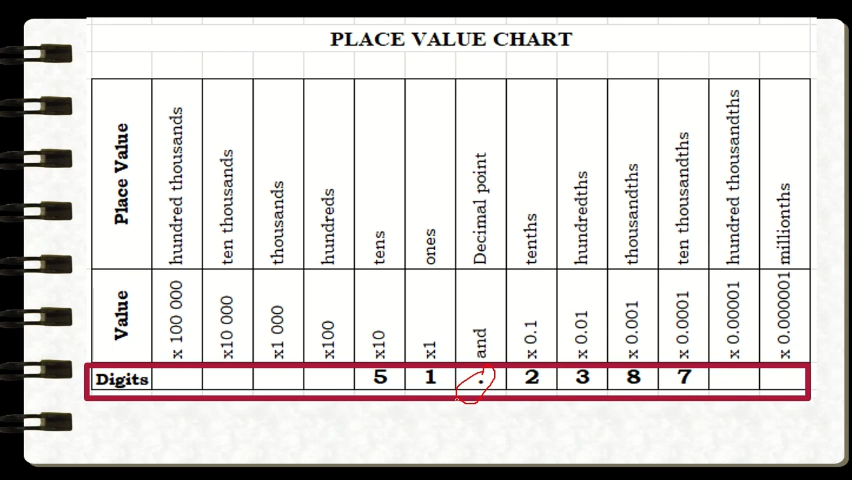 PLACE VALUE CHART
Place Value hundred thousands ten thousands thousands hundreds tens ones Decimal point tenths hundredths thousandths ten thousandths hundred thousandths millionths
Value x 100 000 x10 000 x1 000 x100 x10 x1 and x 0.1 x 0.01 x 0.001 x 0.0001 x 0.00001 x 0.000001
Digits 5 1 . 2 3 8 7